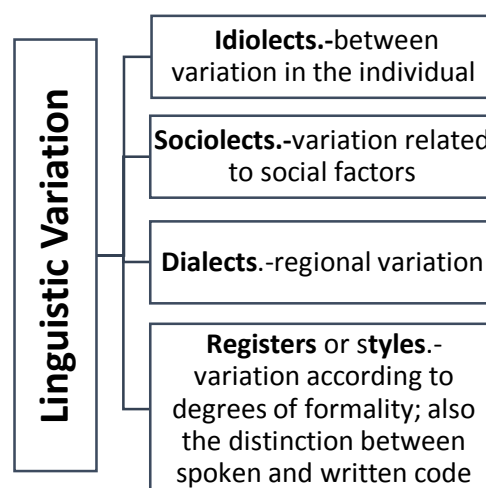 Linguistic Variation
Idiolects.-between
variation in the individual
Sociolects.-variation related
to social factors
Dialects.-regional variation
Registers or styles.-
variation according to
degrees of formality; also
the distinction between
spoken and written code